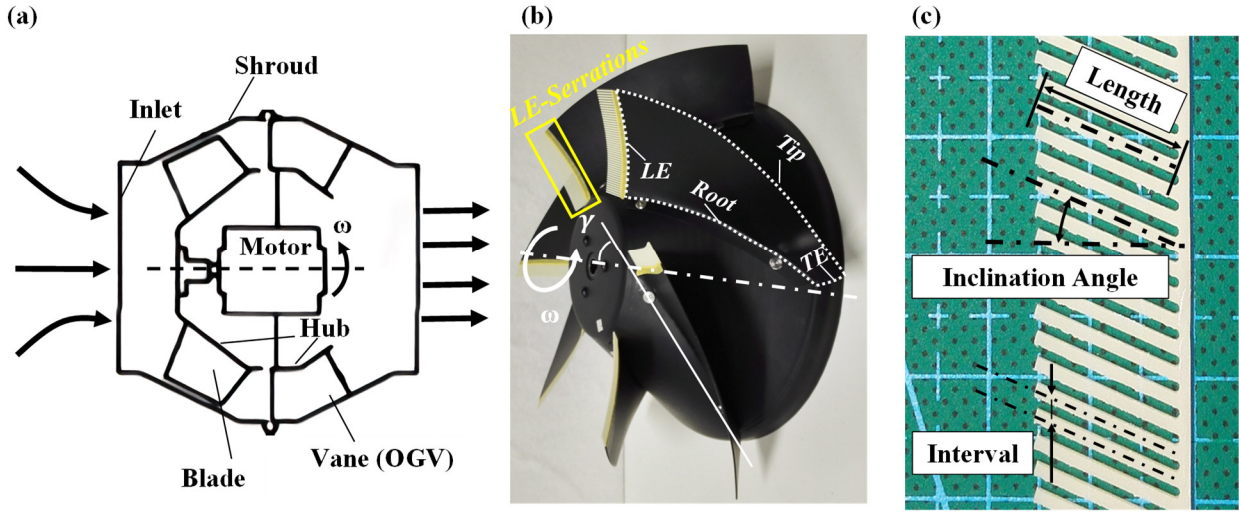 (a)
Shroud
Inlet
ω
Motor
Hub
Blade
Vane (OGV)
(b)
LE-Serrations
LE
Tip
Root
γ
TE
ω
(c)
Length
Inclination Angle
Interval